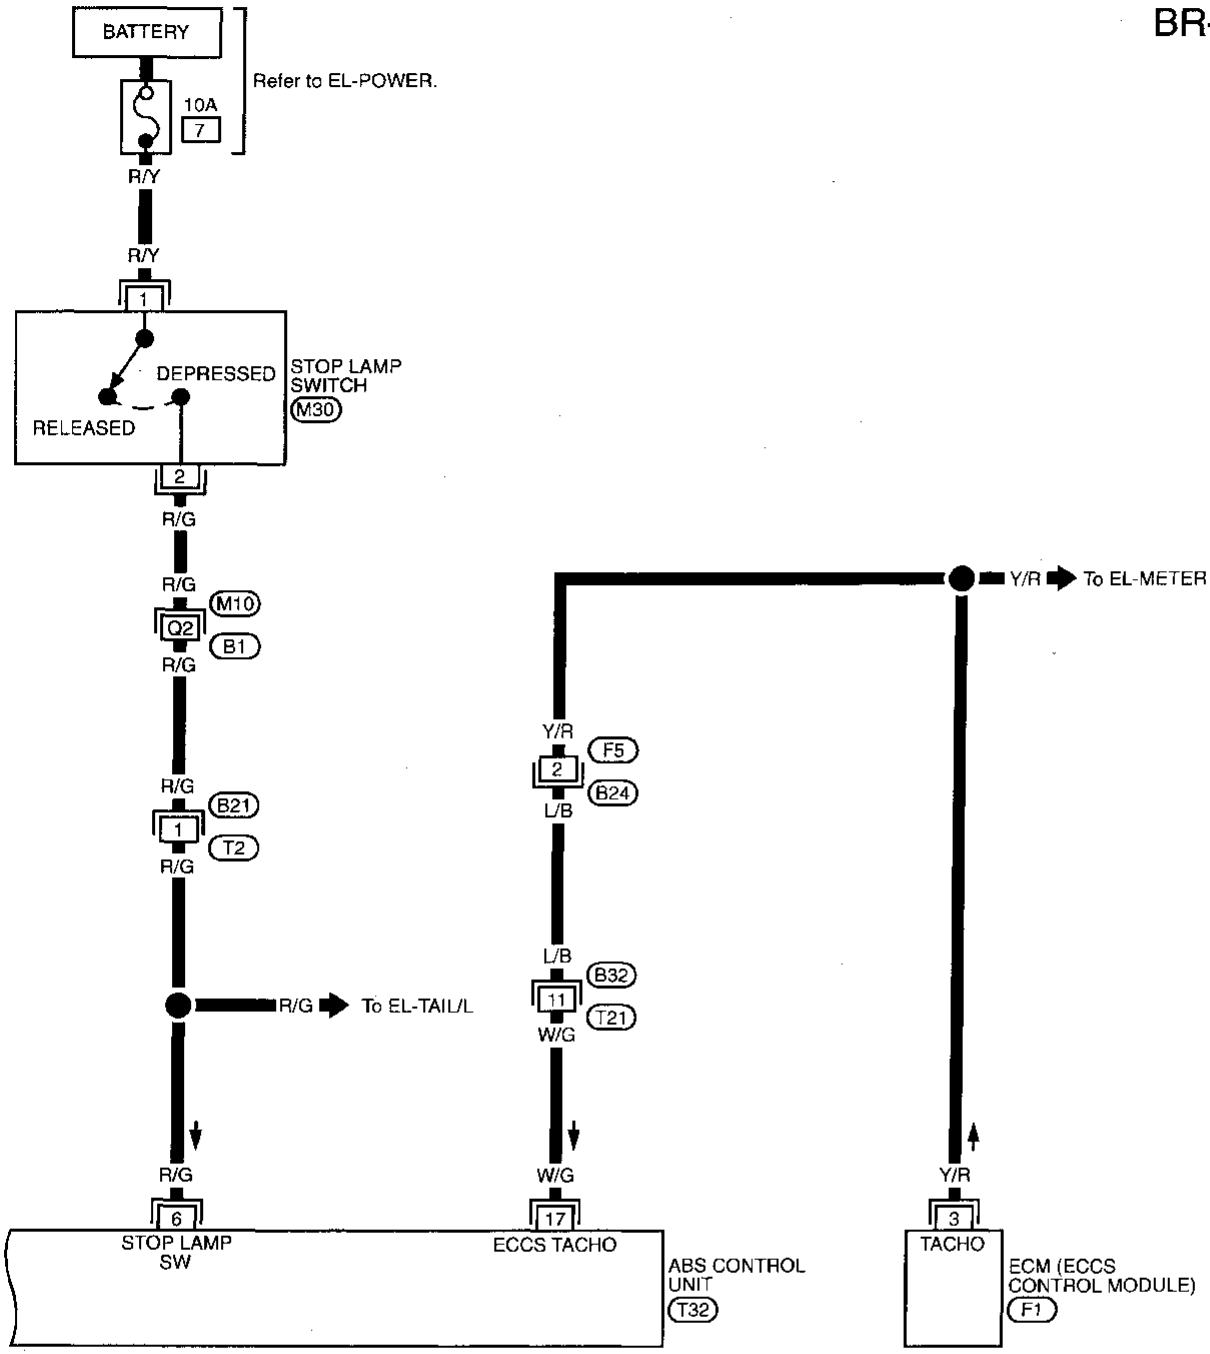 BR-
BATTERY
Refer to EL-POWER.
10A
7
R/Y
R/Y
1
DEPRESSED
RELEASED
STOP LAMP
SWITCH
M30
2
R/G
R/G
M10
Q2
B1
R/G
R/G
B21
1
T2
R/G
R/G
To EL-TAIL/L
R/G
6
STOP LAMP
SW
Y/R
To EL-METER
Y/R
F5
2
B24
L/B
L/B
B32
11
T21
W/G
W/G
17
ECCS TACHO
ABS CONTROL
UNIT
T32
Y/R
3
TACHO
ECM (ECCS
CONTROL MODULE)
F1